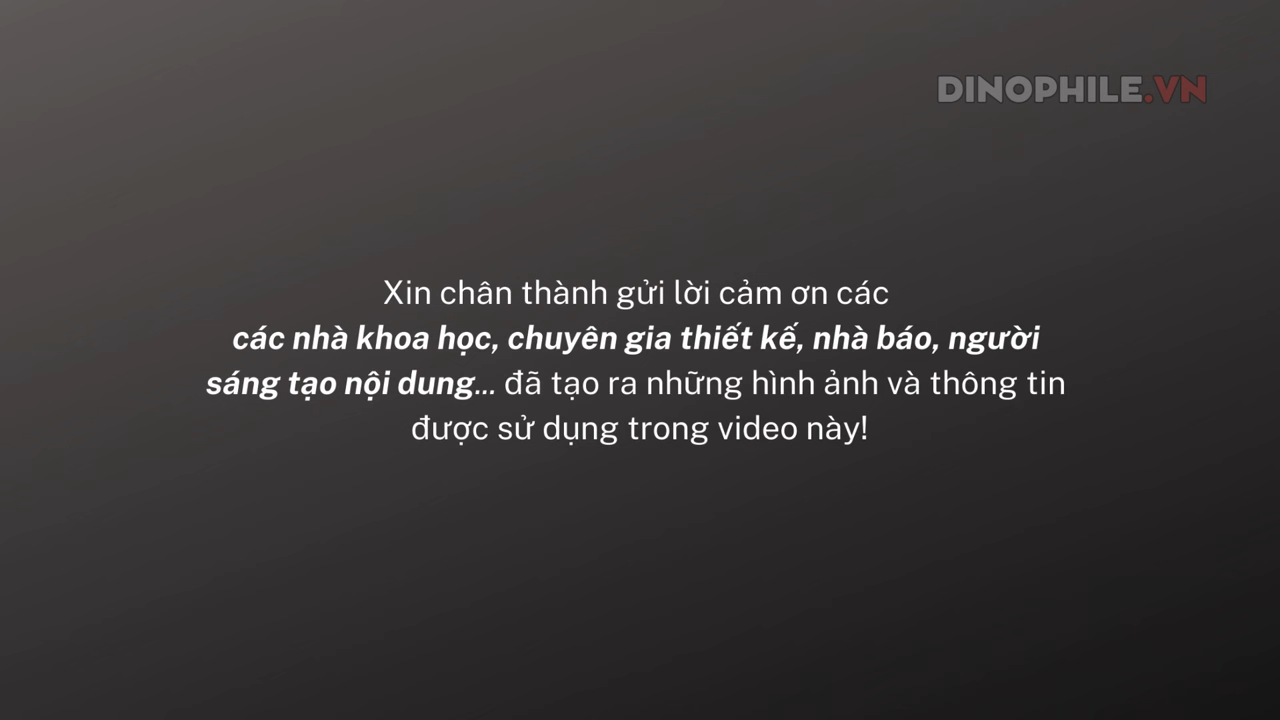 DINOPHILE.VN
Xin chân thành gửi lời cảm ơn các
các nhà khoa học, chuyên gia thiết kế, nhà báo, người
sáng tạo nội dung... đã tạo ra những hình ảnh và thông tin
được sử dụng trong video này!